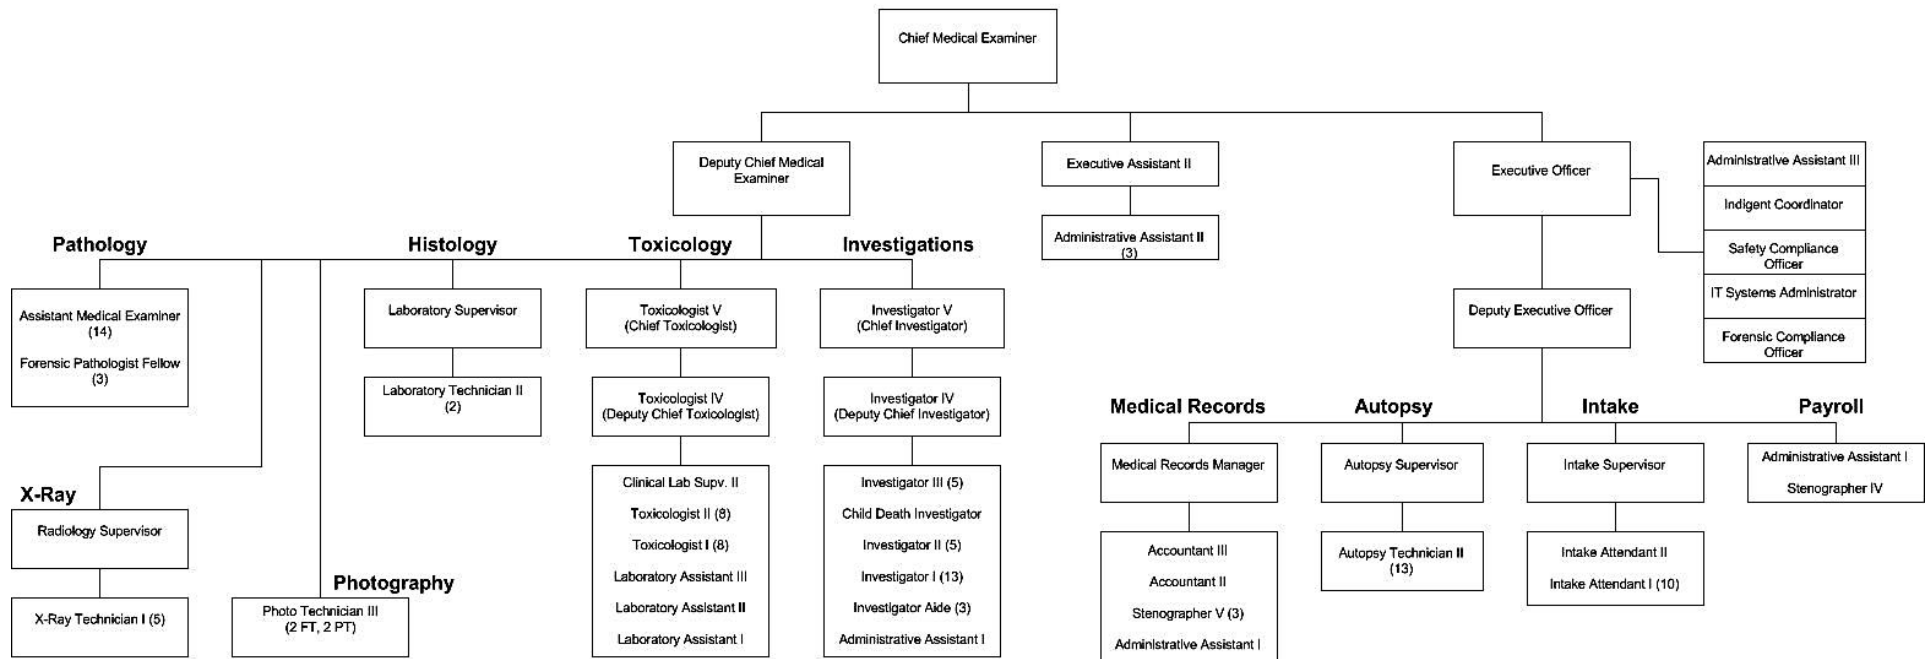 Chief Medical Examiner
Deputy Chief Medical
Examiner
Executive Assistant II
Administrative Assistant II
(3)
Executive Officer
Administrative Assistant III
Indigent Coordinator
Safety Compliance
Officer
IT Systems Administrator
Forensic Compliance
Officer
Deputy Executive Officer
Pathology
Assistant Medical Examiner
(14)
Forensic Pathologist Fellow
(3)
X-Ray
Radiology Supervisor
X-Ray Technician I (5)
Photography
Photo Technician III
(2 FT, 2 PT)
Histology
Laboratory Supervisor
Laboratory Technician II
(2)
Toxicology
Toxicologist V
(Chief Toxicologist)
Toxicologist IV
(Deputy Chief Toxicologist)
Clinical Lab Supv. II
Toxicologist II (8)
Toxicologist I (8)
Laboratory Assistant III
Laboratory Assistant II
Laboratory Assistant I
Investigations
Investigator V
(Chief Investigator)
Investigator IV
(Deputy Chief Investigator)
Investigator III (5)
Child Death Investigator
Investigator II (5)
Investigator I (13)
Investigator Aide (3)
Administrative Assistant I
Medical Records
Medical Records Manager
Accountant III
Accountant II
Stenographer V (3)
Administrative Assistant I
Autopsy
Autopsy Supervisor
Autopsy Technician II
(13)
Intake
Intake Supervisor
Intake Attendant II
Intake Attendant I (10)
Payroll
Administrative Assistant I
Stenographer IV